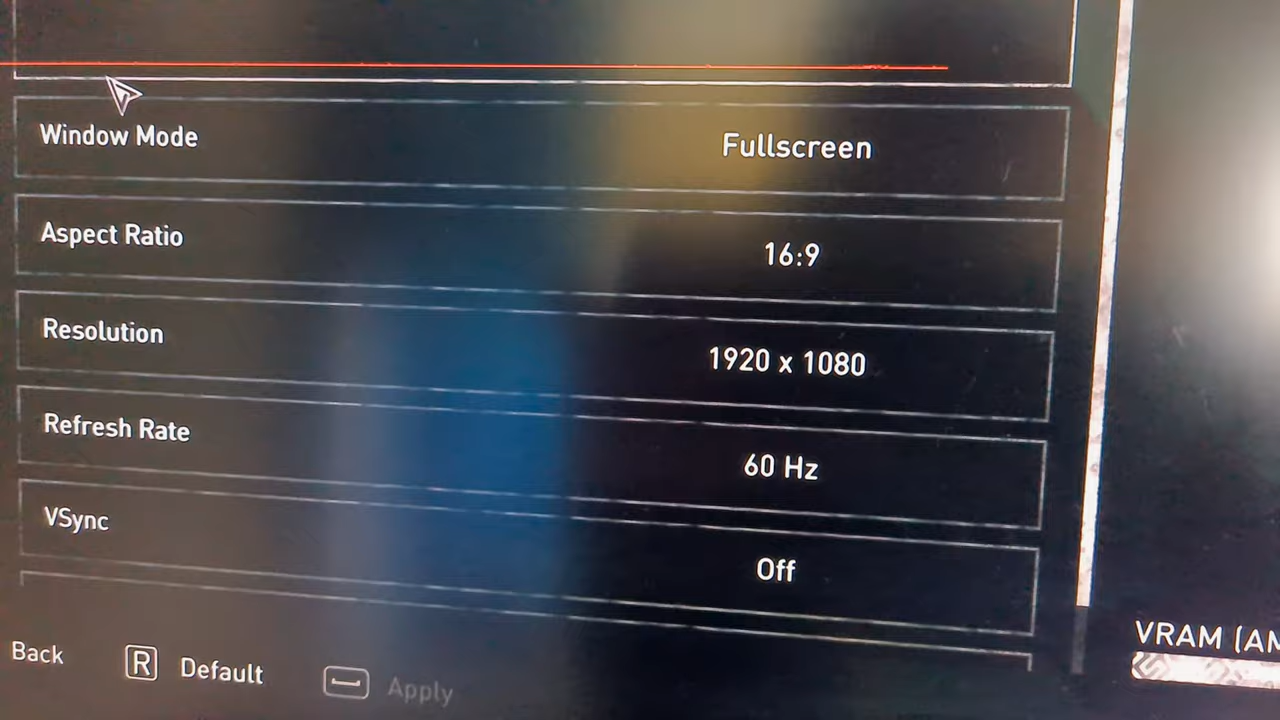 Window Mode Fullscreen
Aspect Ratio 16:9
Resolution 1920 x 1080
Refresh Rate 60 Hz
VSync Off
VRAM (AM
Back R Default Apply